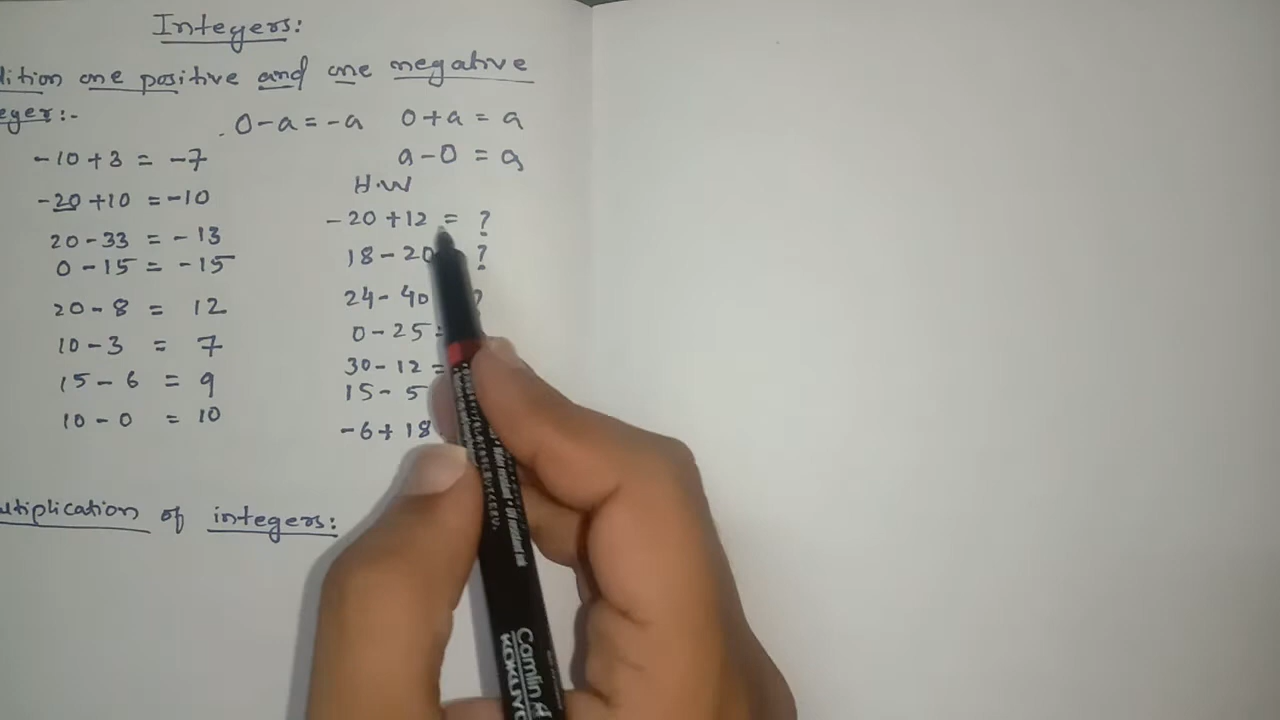 Integers:
dition one positive and one negative
eger:-
0-a=-a 0+a = a
-10+3 = -7 a-0 = a
H.W
-20+10 =-10
-20+12 = ?
20-33 = -13
18-20 ?
0-15 = -15
20-8 = 12
24-40 ?
10-3 = 7
0-25=
15-6 = 9
30-12=
15-5
10-0 = 10
-6+18
ultiplication of integers:
Camlin
KOKUYO